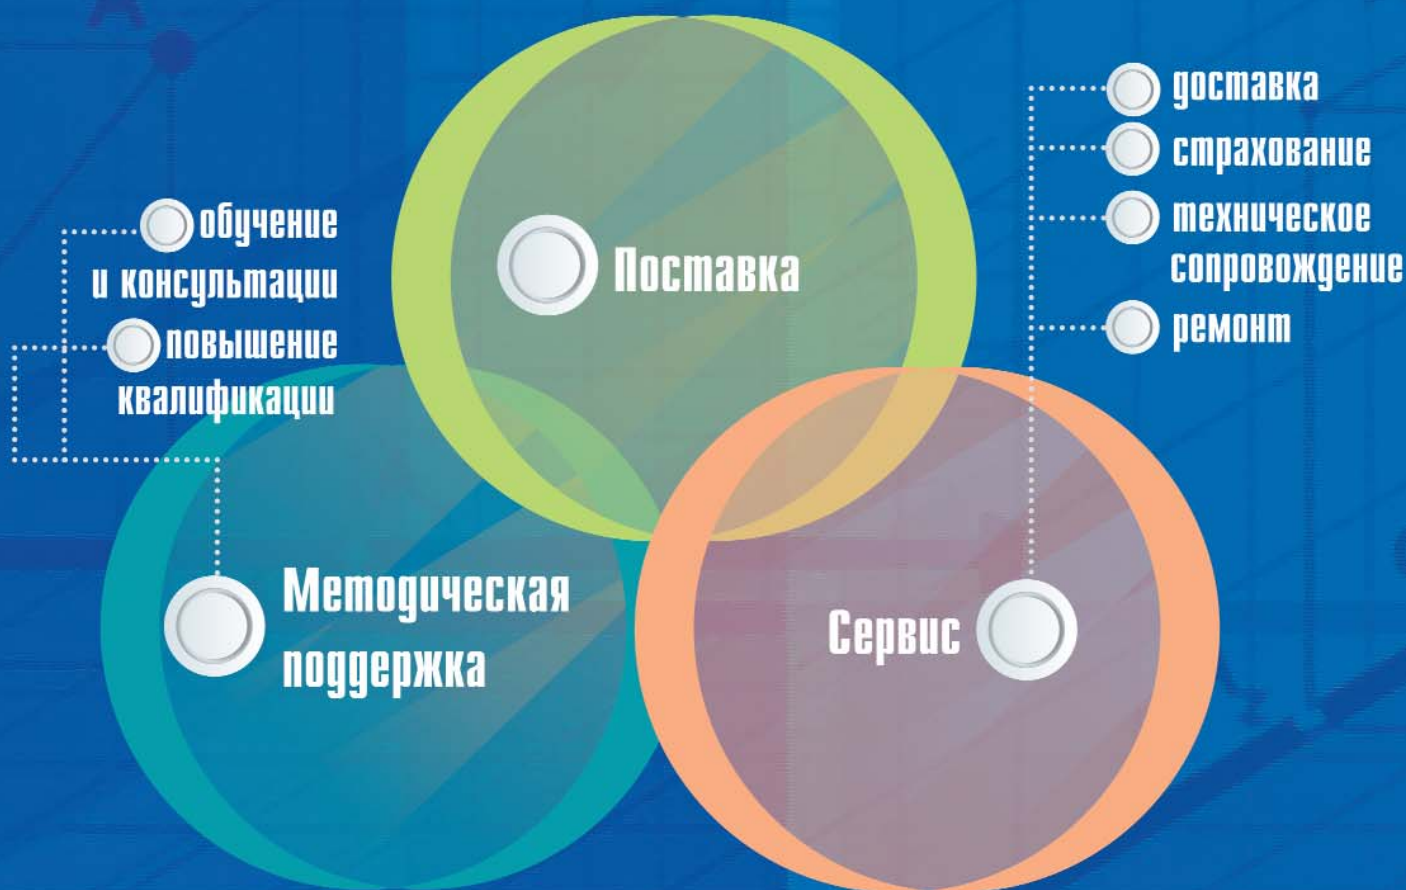 обучение
и консультации
повышение
квалификации
Поставка
доставка
страхование
техническое
сопровождение
ремонт
Методическая
поддержка
Сервис